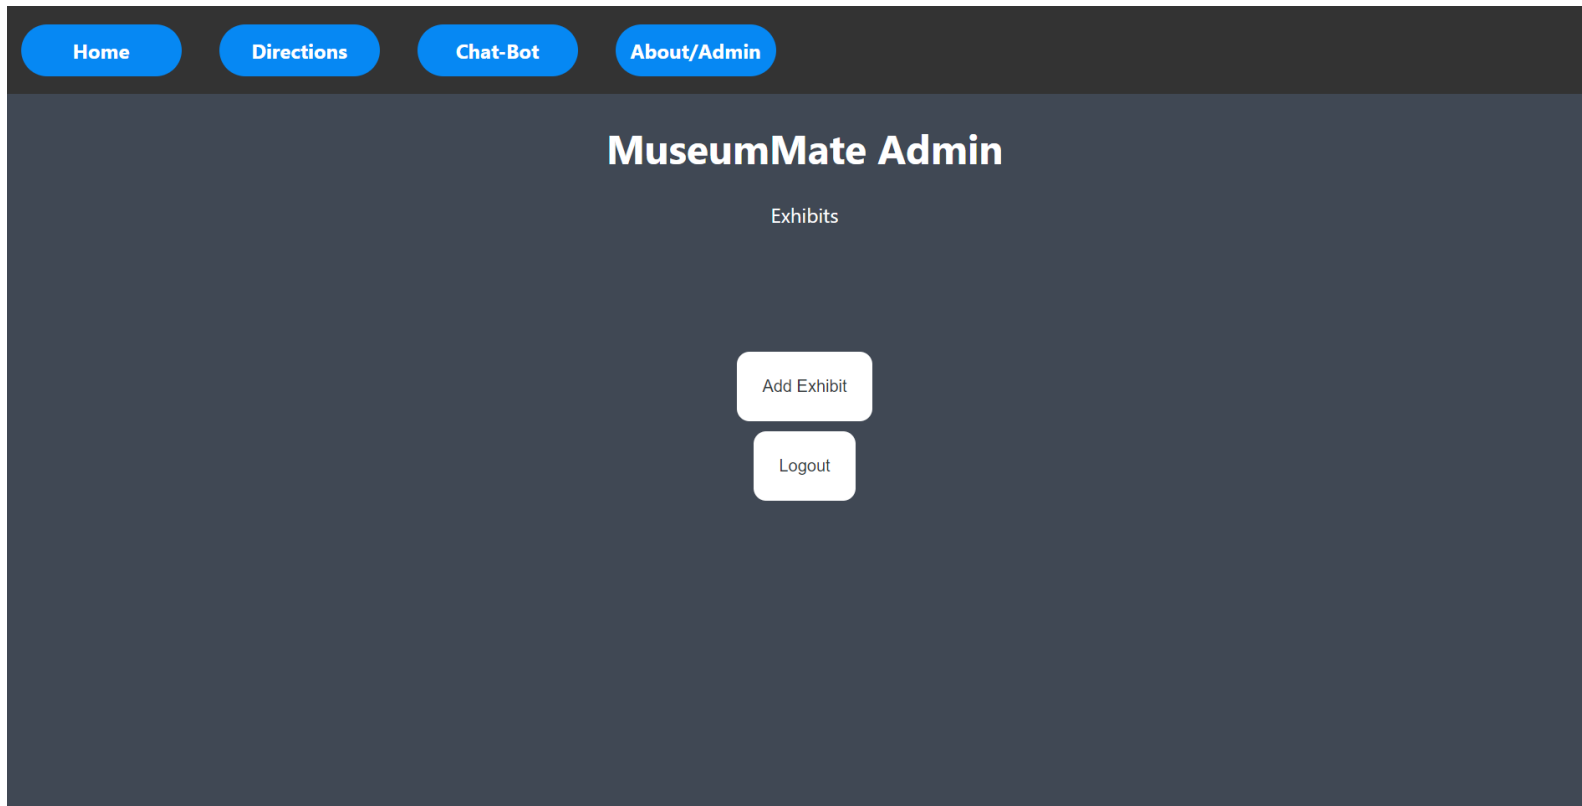 Home Directions Chat-Bot About/Admin
MuseumMate Admin
Exhibits
Add Exhibit
Logout